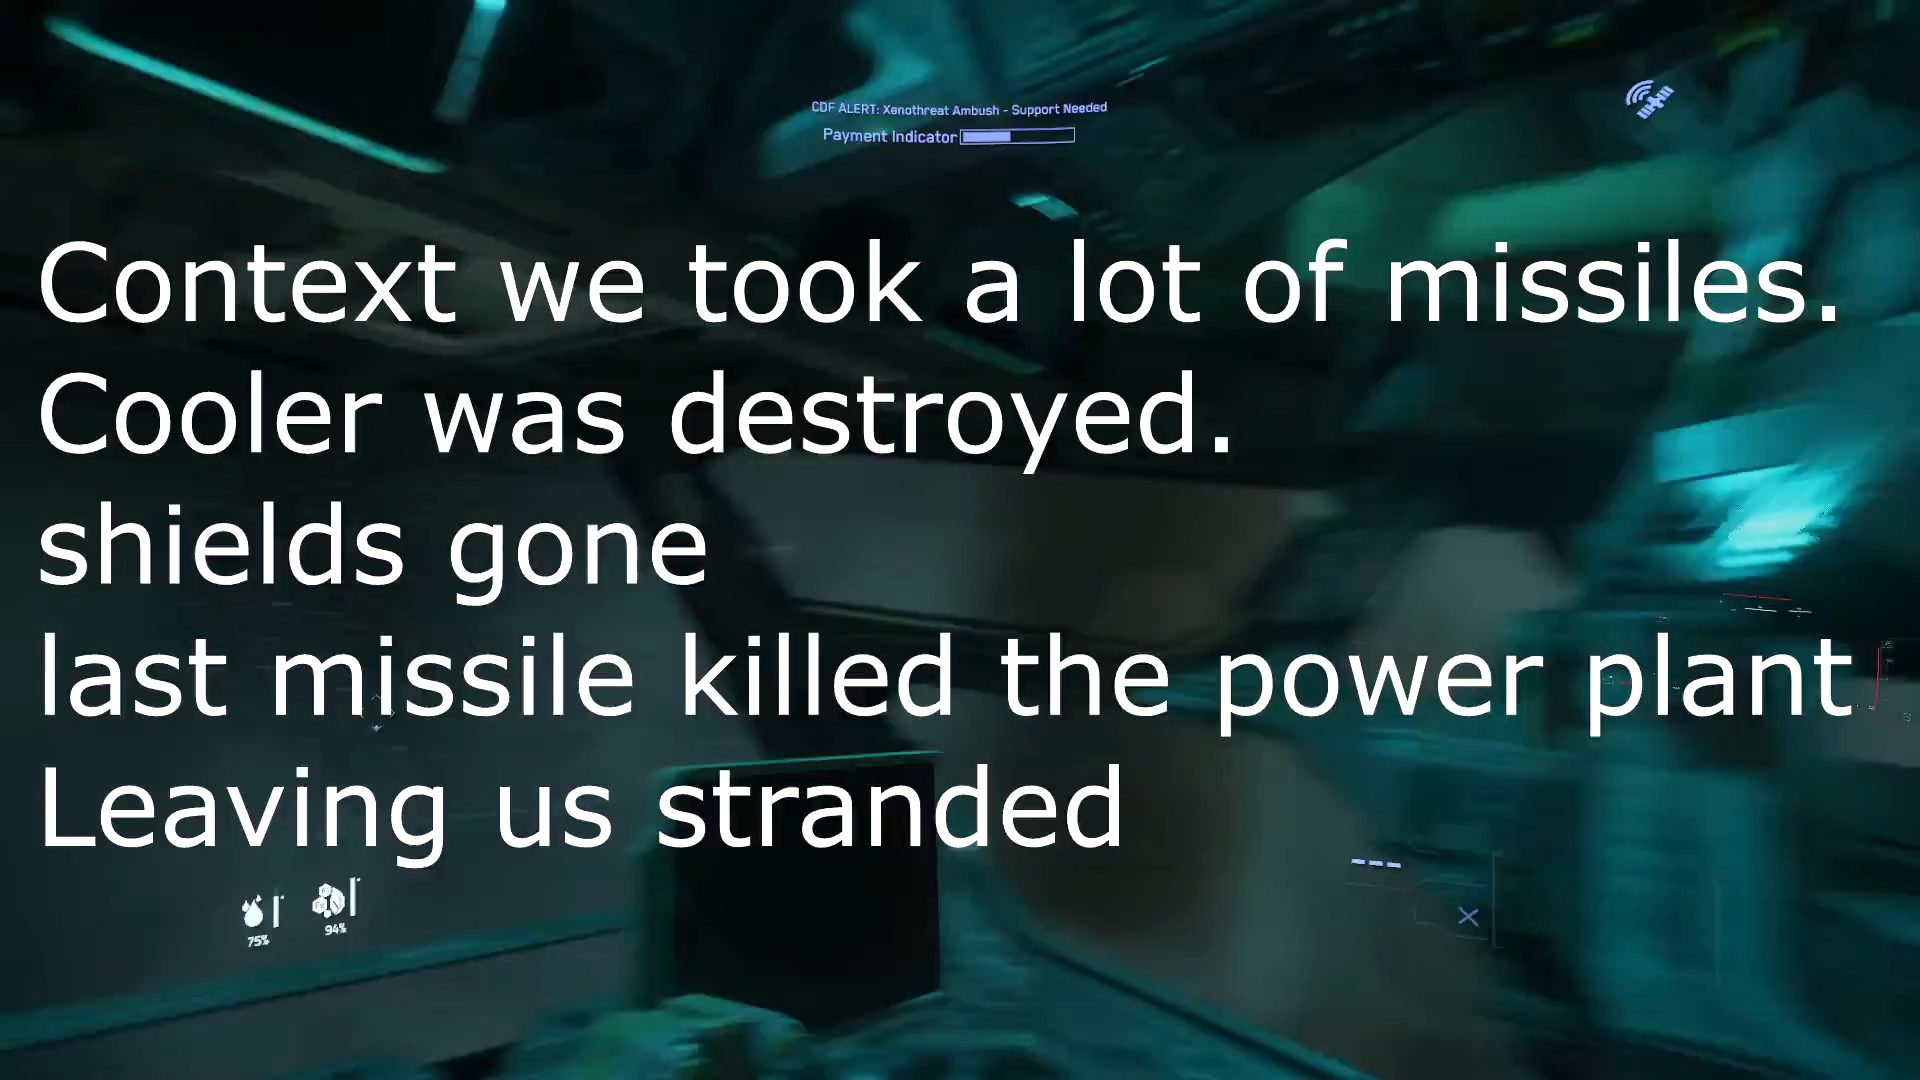 CDF ALERT: Xenothreat Ambush - Support Needed
Payment Indicator
Context we took a lot of missiles.
Cooler was destroyed.
shields gone
last missile killed the power plant
Leaving us stranded
75%
94%